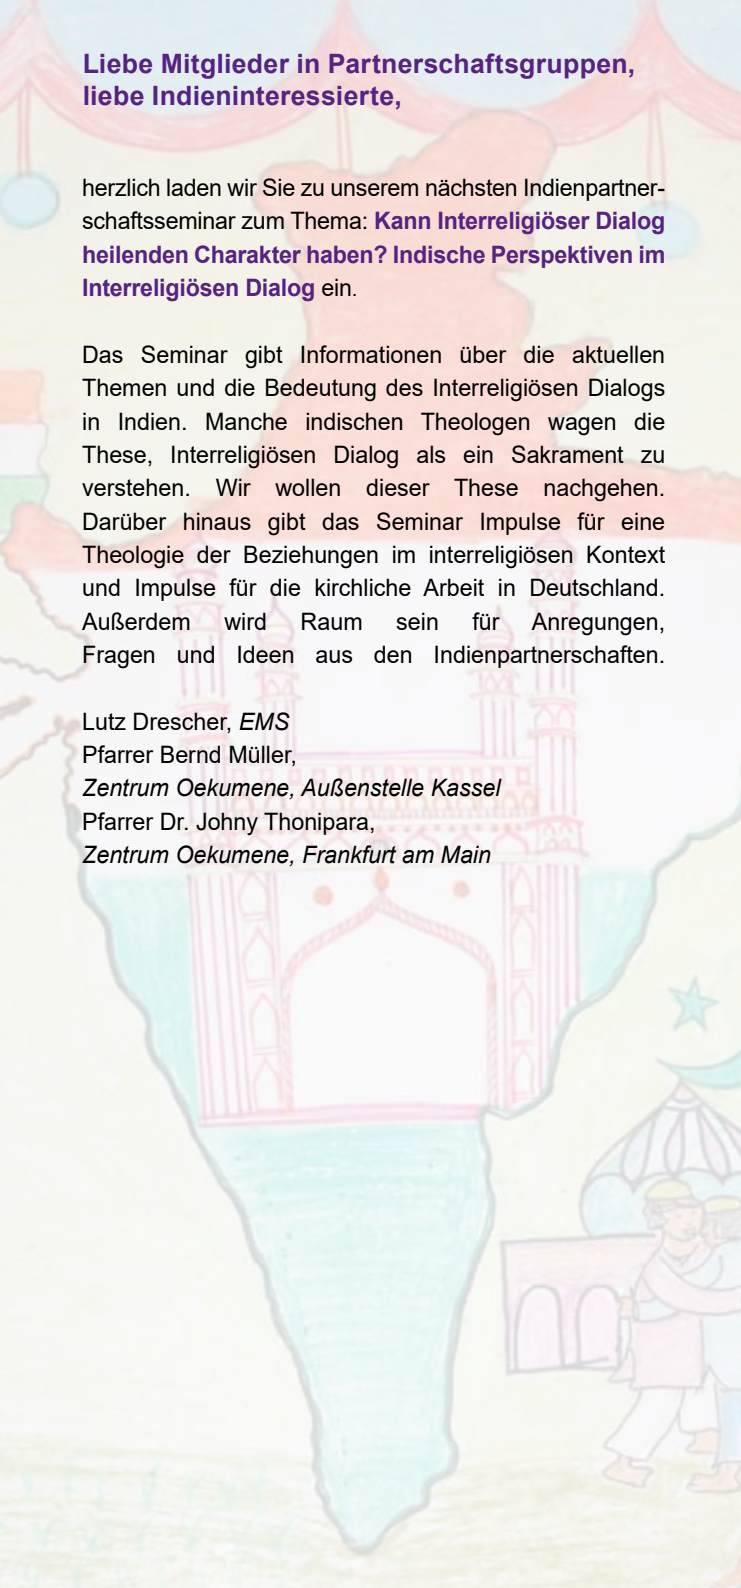 Liebe Mitglieder in Partnerschaftsgruppen,
liebe Indieninteressierte,
herzlich laden wir Sie zu unserem nächsten Indienpartner-
schaftsseminar zum Thema: Kann Interreligiöser Dialog
heilenden Charakter haben? Indische Perspektiven im
Interreligiösen Dialog ein.
Das Seminar gibt Informationen über die aktuellen
Themen und die Bedeutung des Interreligiösen Dialogs
in Indien. Manche indischen Theologen wagen die
These, Interreligiösen Dialog als ein Sakrament zu
verstehen. Wir wollen dieser These nachgehen.
Darüber hinaus gibt das Seminar Impulse für eine
Theologie der Beziehungen im interreligiösen Kontext
und Impulse für die kirchliche Arbeit in Deutschland.
Außerdem wird Raum sein für Anregungen,
Fragen und Ideen aus den Indienpartnerschaften.
Lutz Drescher, EMS
Pfarrer Bernd Müller,
Zentrum Oekumene, Außenstelle Kassel
Pfarrer Dr. Johny Thonipara,
Zentrum Oekumene, Frankfurt am Main